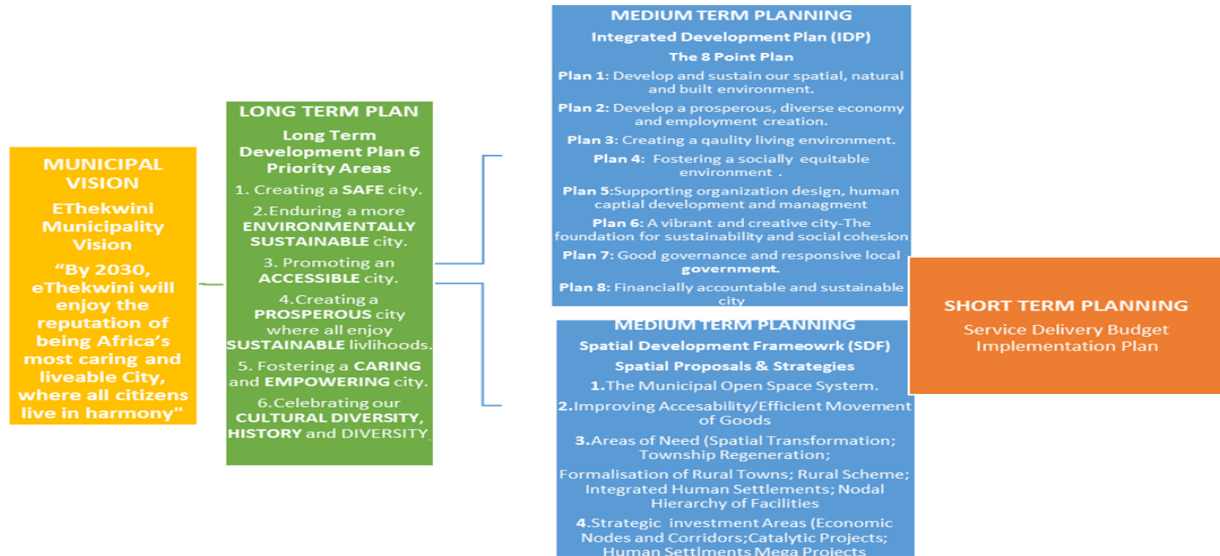 MUNICIPAL
VISION
EThekwini
Municipality
Vision
“By 2030,
eThekwini will
enjoy the
reputation of
being Africa’s
most caring and
liveable City,
where all citizens
live in harmony"
LONG TERM PLAN
Long Term
Development Plan 6
Priority Areas
1. Creating a SAFE city.
2.Enduring a more
ENVIRONMENTALLY
SUSTAINABLE city.
3. Promoting an
ACCESSIBLE city.
4.Creating a
PROSPEROUS city
where all enjoy
SUSTAINABLE livlihoods.
5. Fostering a CARING
and EMPOWERING city.
6.Celebrating our
CULTURAL DIVERSITY,
HISTORY and DIVERSITY.
MEDIUM TERM PLANNING
Integrated Development Plan (IDP)
The 8 Point Plan
Plan 1: Develop and sustain our spatial, natural
and built environment.
Plan 2: Develop a prosperous, diverse economy
and employment creation.
Plan 3: Creating a qaulity living environment.
Plan 4: Fostering a socially equitable
environment .
Plan 5:Supporting organization design, human
captial development and managment
Plan 6: A vibrant and creative city-The
foundation for sustainability and social cohesion
Plan 7: Good governance and responsive local
government.
Plan 8: Financially accountable and sustainable
city
MEDIUM TERM PLANNING
Spatial Development Frameowrk (SDF)
Spatial Proposals & Strategies
1.The Municipal Open Space System.
2.Improving Accesability/Efficient Movement
of Goods
3.Areas of Need (Spatial Transformation;
Township Regeneration;
Formalisation of Rural Towns; Rural Scheme;
Integrated Human Settlements; Nodal
Hierarchy of Facilities
4.Strategic investment Areas (Economic
Nodes and Corridors;Catalytic Projects;
Human Settlments Mega Projects
SHORT TERM PLANNING
Service Delivery Budget
Implementation Plan